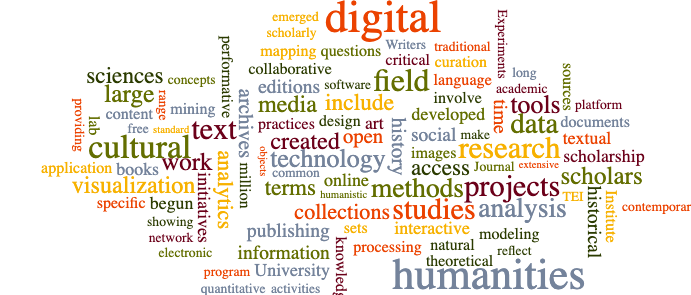 emerged
digital
scholarly
mapping
questions
Writers
traditional
Experiments
performative
collaborative
critical
curation
sciences
concepts
editions
software
field
language
long
academic
sources
large
range
mining
archives
media
include
involve
time
tools
platform
providing
lab
content
free
standard
text
practices
design
art
developed
data
documents
cultural
created
open
history
social
make
textual
objects
technology
images
research
scholarship
application
books
work
analytics
million
common
access
Journal
extensive
scholars
visualization
initiatives
terms
online
humanistic
methods
projects
TEI
historical
Institute
specific
begun
collections
studies
analysis
contemporar
showing
publishing
sets
interactive
modeling
network
electronic
information
knowledg
processing
natural
reflect
theoretical
program
University
humanities
quantitative
activities